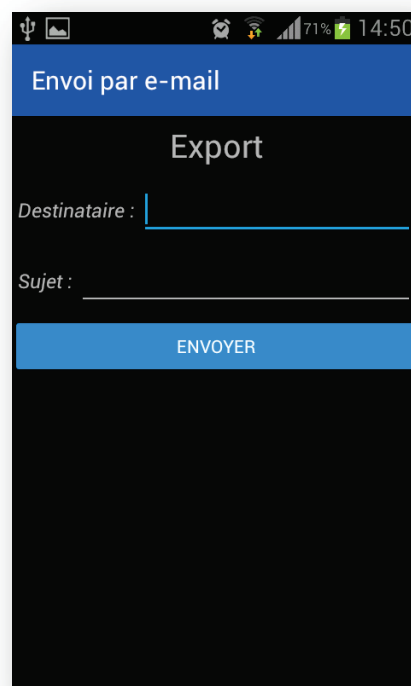 71% 14:50
Envoi par e-mail
Export
Destinataire :
Sujet :
ENVOYER